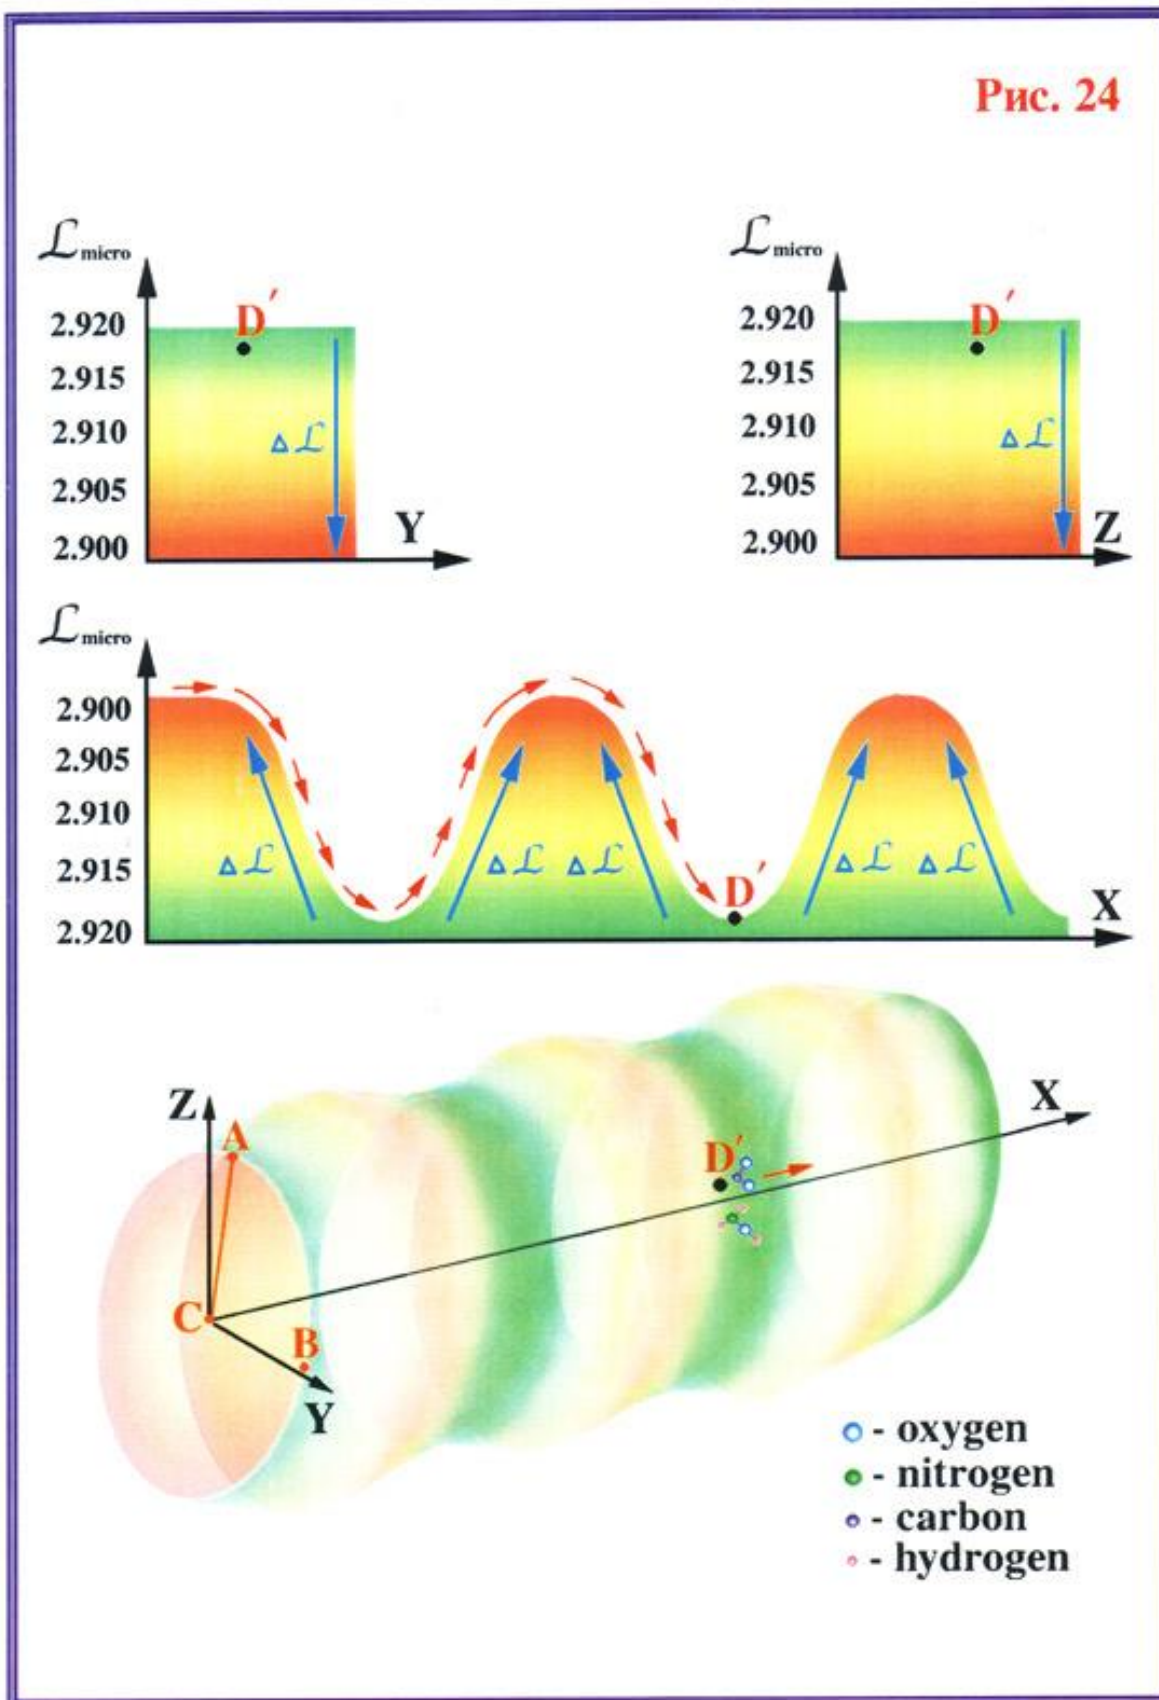 Рис. 24
ℒmicro
2.920
2.915
2.910
2.905
2.900
D′
Δℒ
Y
ℒmicro
2.920
2.915
2.910
2.905
2.900
D′
Δℒ
Z
ℒmicro
2.900
2.905
2.910
2.915
2.920
Δℒ Δℒ Δℒ Δℒ Δℒ
D′
X
Z
A
X
D′
C
B
Y
- oxygen
- nitrogen
- carbon
- hydrogen